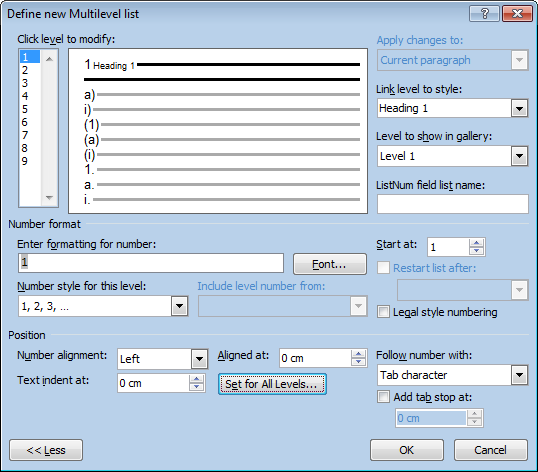 Define new Multilevel list
Click level to modify:
1
2
3
4
5
6
7
8
9
1 Heading 1
a)
i)
(1)
(a)
(i)
1.
a.
i.
Apply changes to:
Current paragraph
Link level to style:
Heading 1
Level to show in gallery:
Level 1
ListNum field list name:
Number format
Enter formatting for number:
1
Font...
Start at: 1
Restart list after:
Number style for this level:
1, 2, 3, ...
Include level number from:
Legal style numbering
Position
Number alignment: Left
Aligned at: 0 cm
Follow number with:
Tab character
Text indent at: 0 cm
Set for All Levels...
Add tab stop at:
0 cm
<< Less
OK
Cancel